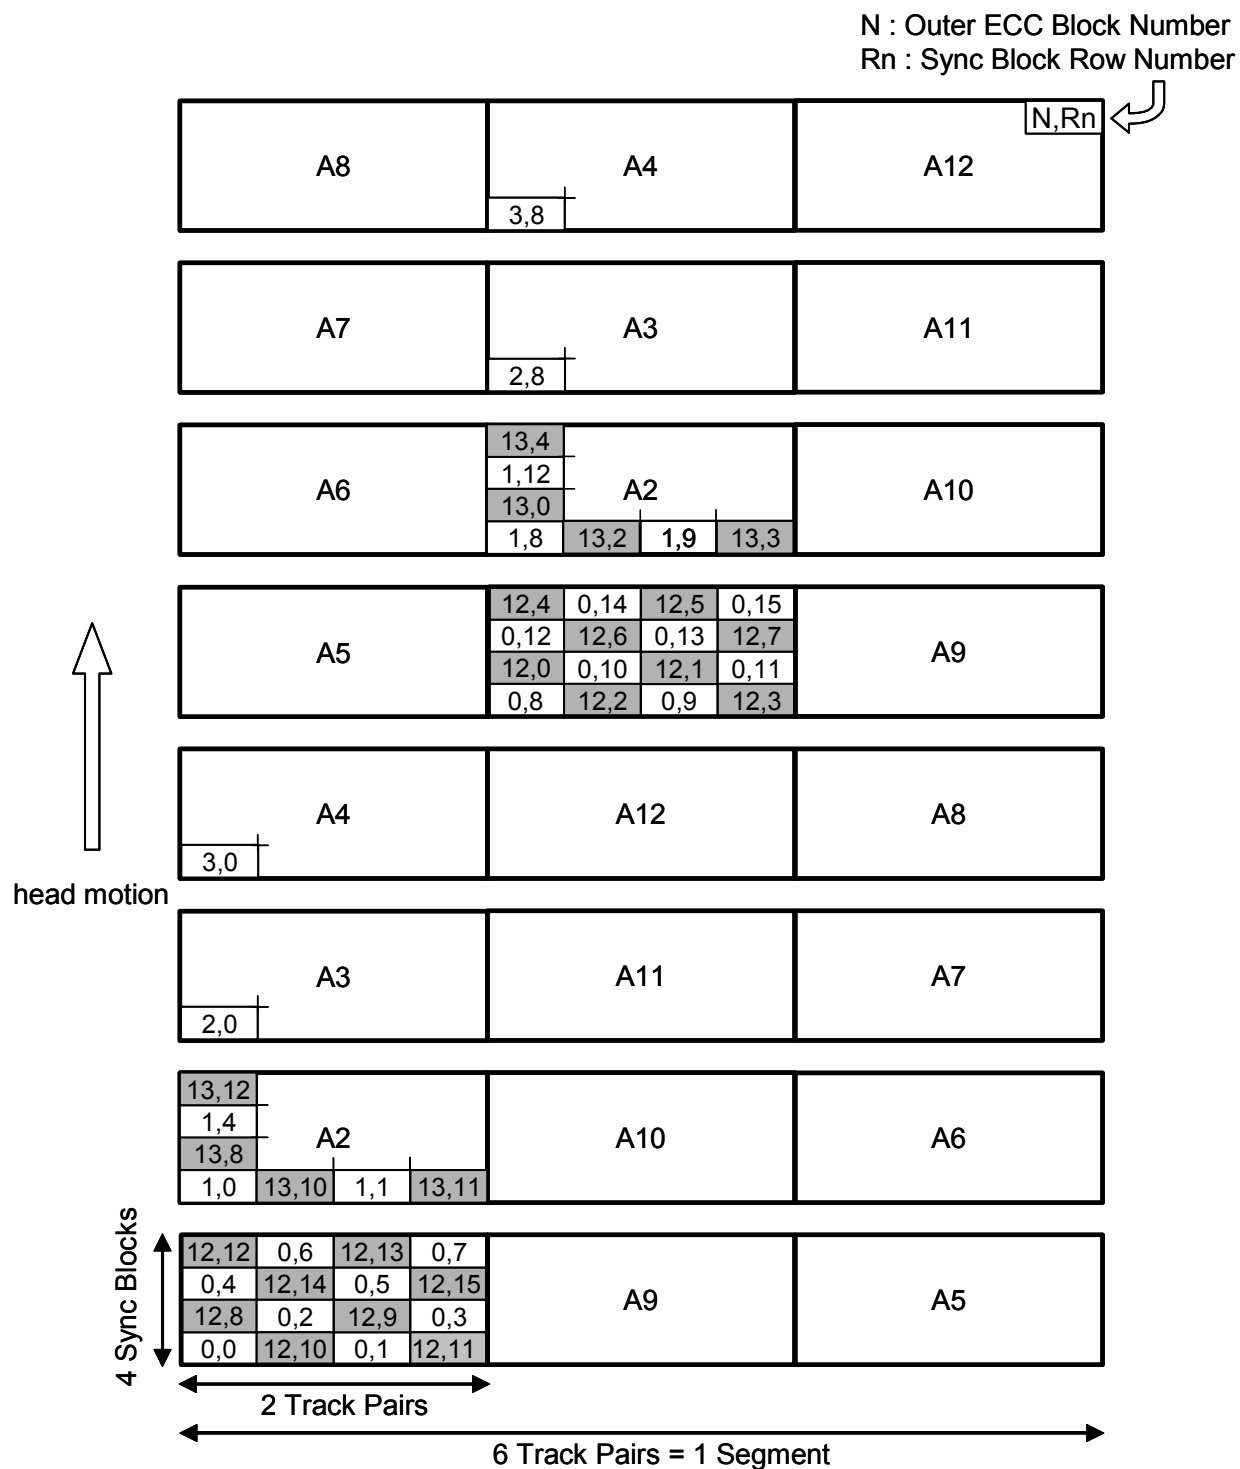 N : Outer ECC Block Number
Rn : Sync Block Row Number
N,Rn
A8 A4 A12
3,8
A7 A3 A11
2,8
13,4
1,12
A6 A2 A10
13,0
1,8 13,2 1,9 13,3
12,4 0,14 12,5 0,15
0,12 12,6 0,13 12,7
A5 A9
12,0 0,10 12,1 0,11
0,8 12,2 0,9 12,3
A4 A12 A8
3,0
head motion
A3 A11 A7
2,0
13,12
1,4
A2 A10 A6
13,8
1,0 13,10 1,1 13,11
4 Sync Blocks
12,12 0,6 12,13 0,7
0,4 12,14 0,5 12,15
A9 A5
12,8 0,2 12,9 0,3
0,0 12,10 0,1 12,11
2 Track Pairs
6 Track Pairs = 1 Segment